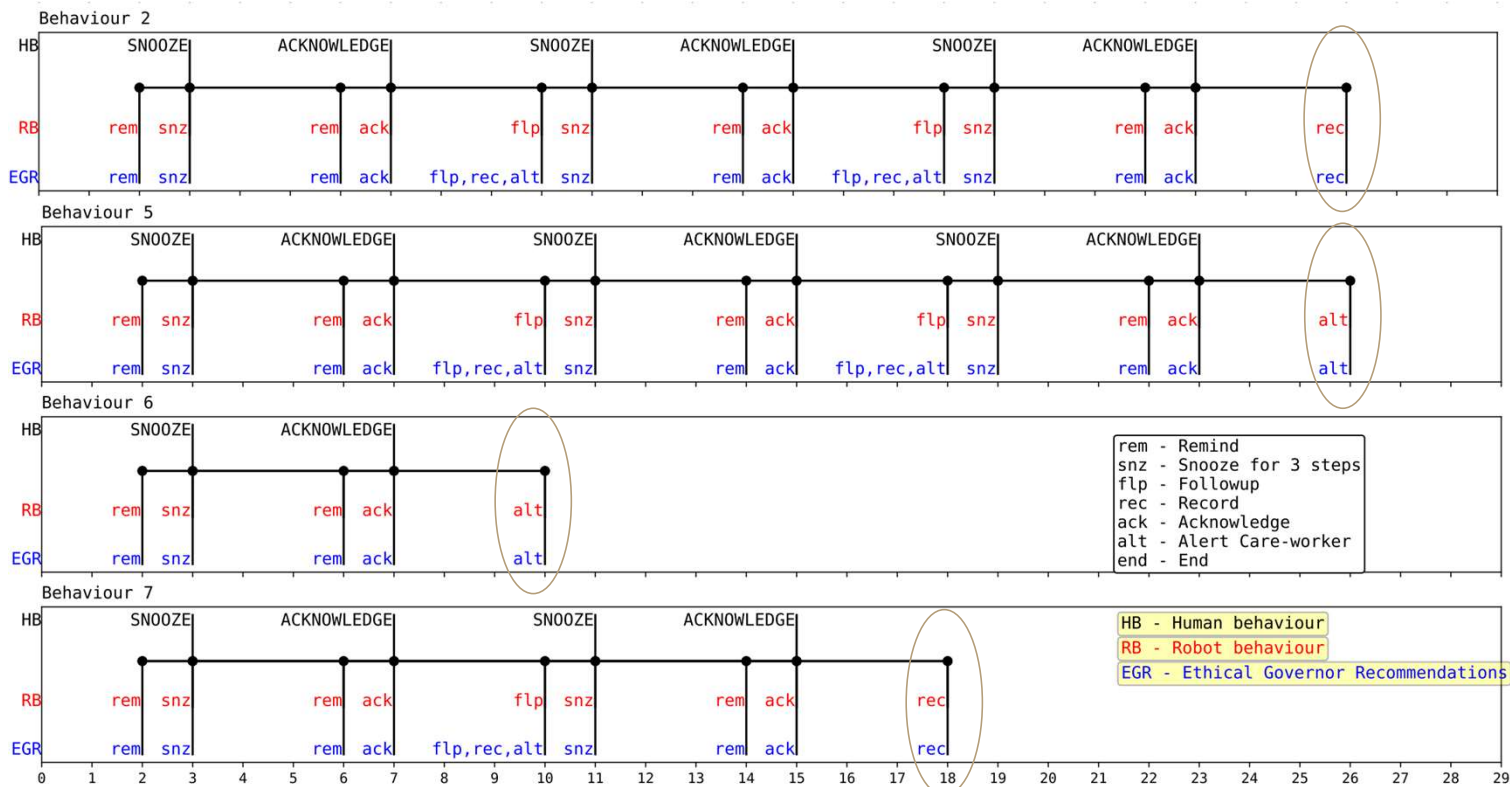 Behaviour 2
HB SNOOZE ACKNOWLEDGE SNOOZE ACKNOWLEDGE SNOOZE ACKNOWLEDGE
RB rem snz rem ack flp snz rem ack flp snz rem ack rec
EGR rem snz rem ack flp,rec,alt snz rem ack flp,rec,alt snz rem ack rec
Behaviour 5
HB SNOOZE ACKNOWLEDGE SNOOZE ACKNOWLEDGE SNOOZE ACKNOWLEDGE
RB rem snz rem ack flp snz rem ack flp snz rem ack alt
EGR rem snz rem ack flp,rec,alt snz rem ack flp,rec,alt snz rem ack alt
Behaviour 6
HB SNOOZE ACKNOWLEDGE
RB rem snz rem ack alt
EGR rem snz rem ack alt
rem - Remind
snz - Snooze for 3 steps
flp - Followup
rec - Record
ack - Acknowledge
alt - Alert Care-worker
end - End
Behaviour 7
HB SNOOZE ACKNOWLEDGE SNOOZE ACKNOWLEDGE
RB rem snz rem ack flp snz rem ack rec
EGR rem snz rem ack flp,rec,alt snz rem ack rec
HB - Human behaviour
RB - Robot behaviour
EGR - Ethical Governor Recommendations
0 1 2 3 4 5 6 7 8 9 10 11 12 13 14 15 16 17 18 19 20 21 22 23 24 25 26 27 28 29